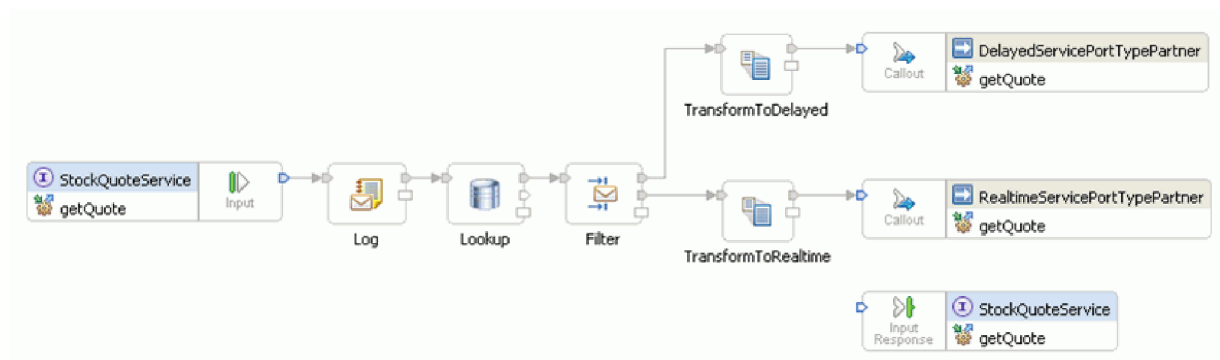 DelayedServicePortTypePartner
Callout
getQuote
TransformToDelayed
StockQuoteService
Input
getQuote
Log
Lookup
Filter
RealtimeServicePortTypePartner
Callout
getQuote
TransformToRealtime
StockQuoteService
Input
Response
getQuote